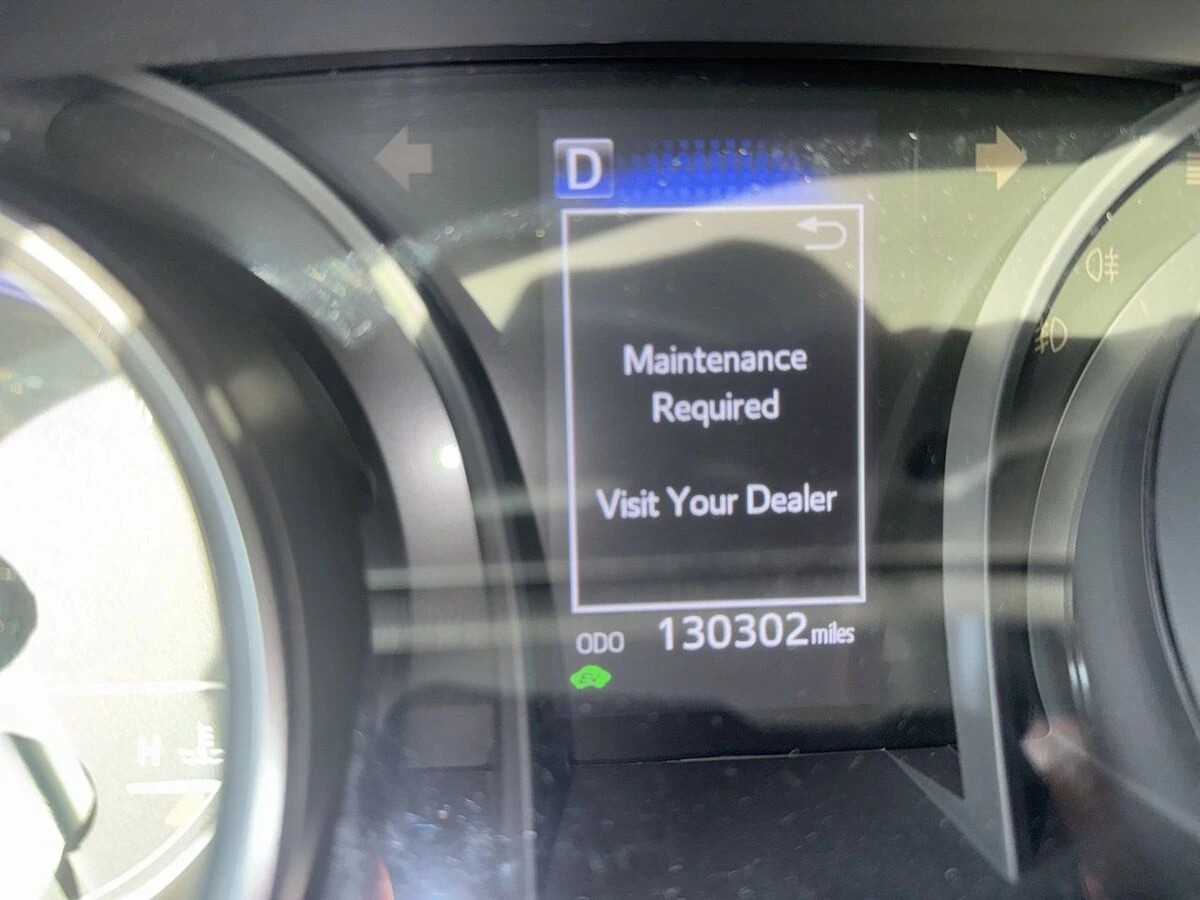 D
Maintenance
Required
Visit Your Dealer
ODO 130302 miles
EV
H